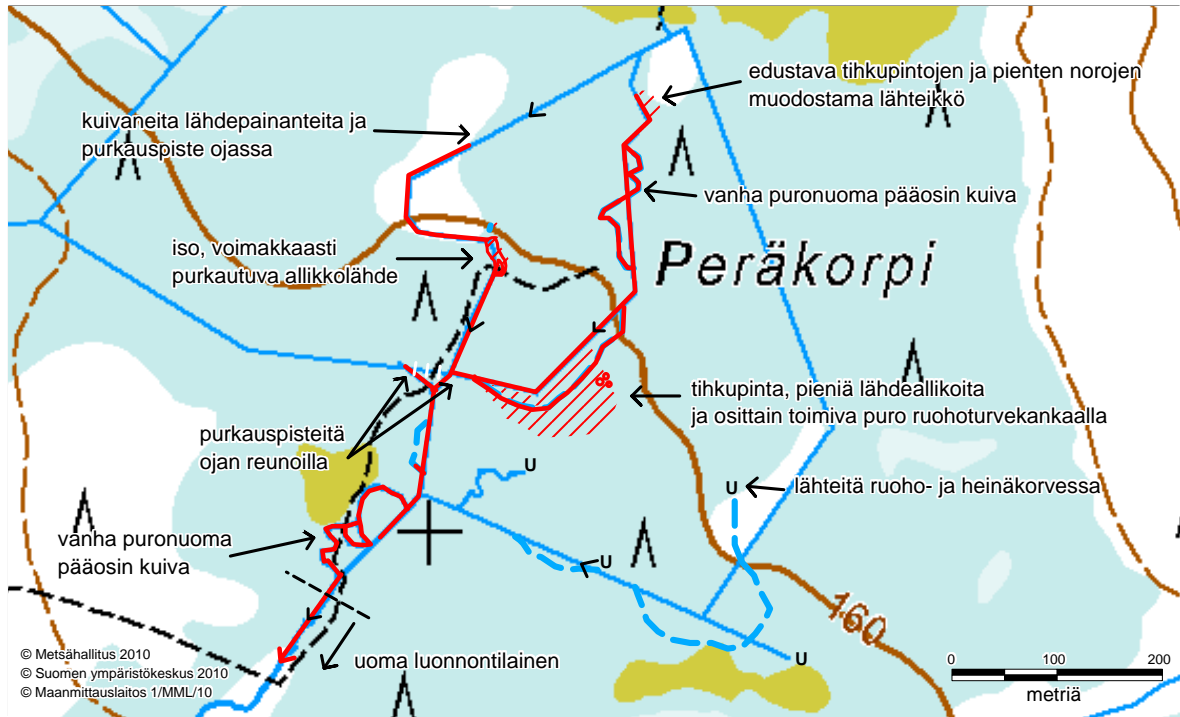 edustava tihkupintojen ja pienten norojen
muodostama lähteikkö
kuivaneita lähdepainanteita ja
purkauspiste ojassa
vanha puronuoma pääosin kuiva
iso, voimakkaasti
purkautuva allikkolähde
Peräkorpi
tihkupinta, pieniä lähdeallikoita
ja osittain toimiva puro ruohoturvekankaalla
purkauspisteitä
ojan reunoilla
U
U
lähteitä ruoho- ja heinäkorvessa
vanha puronuoma
pääosin kuiva
U
160
U
uoma luonnontilainen
© Metsähallitus 2010
© Suomen ympäristökeskus 2010
© Maanmittauslaitos 1/MML/10
0 100 200
metriä